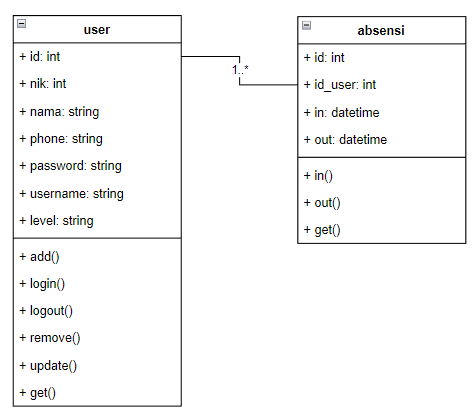 user
+ id: int
+ nik: int
+ nama: string
+ phone: string
+ password: string
+ username: string
+ level: string
+ add()
+ login()
+ logout()
+ remove()
+ update()
+ get()
1..*
absensi
+ id: int
+ id_user: int
+ in: datetime
+ out: datetime
+ in()
+ out()
+ get()